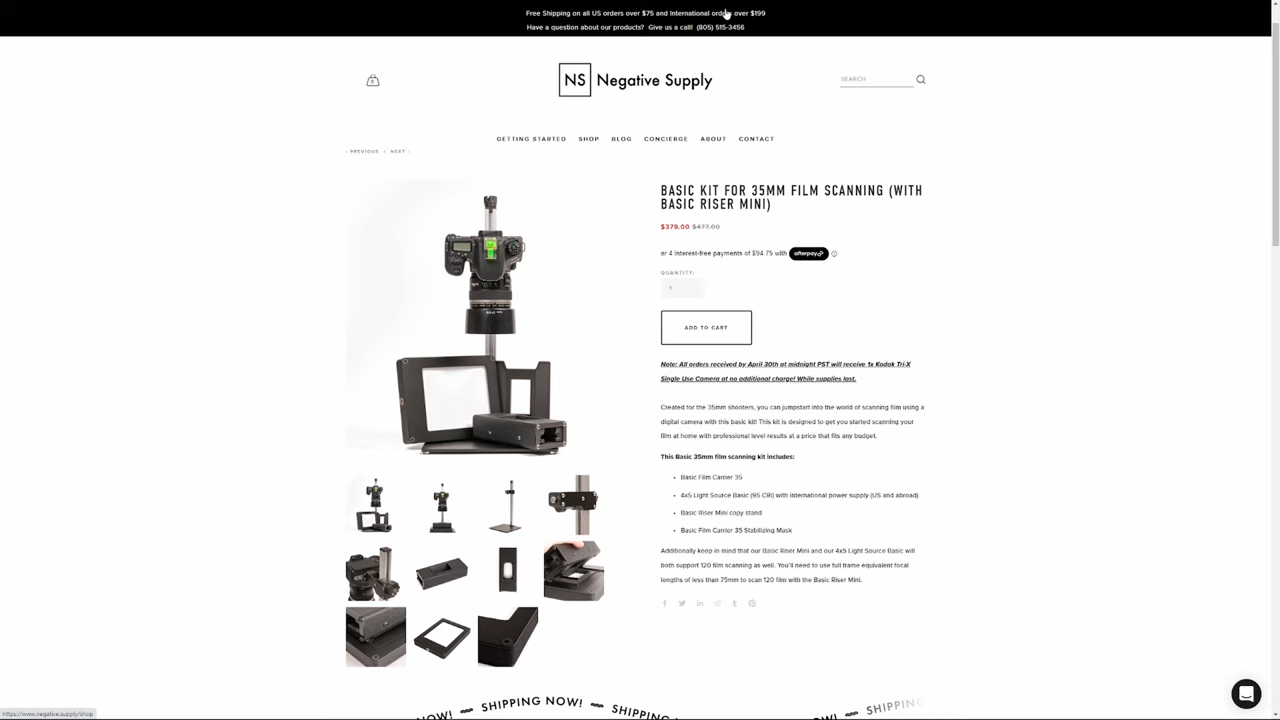 Free Shipping on all US orders over $75 and International orders over $199
Have a question about our products? Give us a call! (805) 515-3456
0
NS Negative Supply
SEARCH
GETTING STARTED SHOP BLOG CONCIERGE ABOUT CONTACT
‹ PREVIOUS | NEXT ›
BASIC KIT FOR 35MM FILM SCANNING (WITH
BASIC RISER MINI)
$379.00 $477.00
or 4 interest-free payments of $94.75 with afterpay
QUANTITY:
1
ADD TO CART
Note: All orders received by April 30th at midnight PST will receive 1x Kodak Tri-X
Single Use Camera at no additional charge! While supplies last.
Created for the 35mm shooters, you can jumpstart into the world of scanning film using a
digital camera with this basic kit! This kit is designed to get you started scanning your
film at home with professional level results at a price that fits any budget.
This Basic 35mm film scanning kit includes:
• Basic Film Carrier 35
• 4x5 Light Source Basic (95 CRI) with international power supply (US and abroad)
• Basic Riser Mini copy stand
• Basic Film Carrier 35 Stabilizing Mask
Additionally keep in mind that our Basic Riser Mini and our 4x5 Light Source Basic will
both support 120 film scanning as well. You'll need to use full frame equivalent focal
lengths of less than 75mm to scan 120 film with the Basic Riser Mini.
NOW! SHIPPING NOW! SHIPPING NOW! SHIPPING
https://www.negative.supply/shop